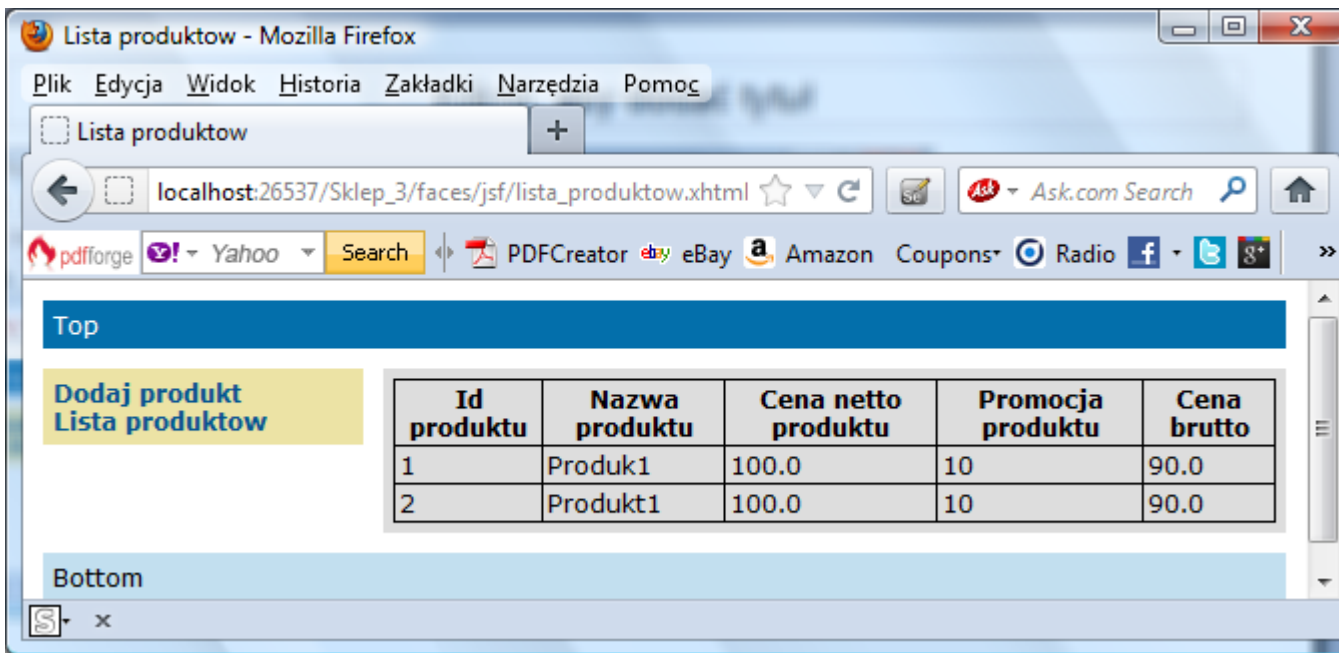 Lista produktow - Mozilla Firefox
Plik Edycja Widok Historia Zakładki Narzędzia Pomoc
Lista produktow +
localhost:26537/Sklep_3/faces/jsf/lista_produktow.xhtml Ask Ask.com Search
pdfforge Y! Yahoo Search PDFCreator ebay eBay a Amazon Coupons Radio f g+ »
Top
Dodaj produkt
Lista produktow
Id produktu Nazwa produktu Cena netto produktu Promocja produktu Cena brutto
1 Produk1 100.0 10 90.0
2 Produkt1 100.0 10 90.0
Bottom
S x